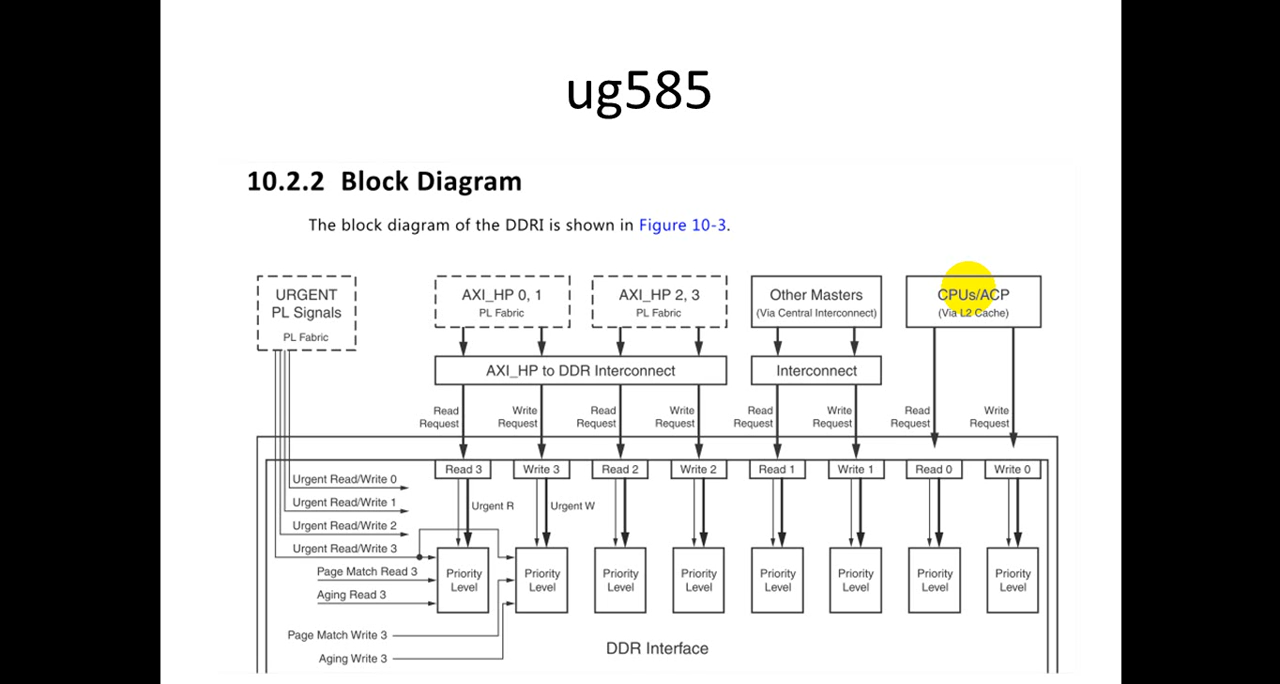 ug585
10.2.2 Block Diagram
The block diagram of the DDRI is shown in Figure 10-3.
URGENT
PL Signals
PL Fabric
AXI_HP 0, 1
PL Fabric
AXI_HP 2, 3
PL Fabric
Other Masters
(Via Central Interconnect)
CPUs/ACP
(Via L2 Cache)
AXI_HP to DDR Interconnect
Interconnect
Read
Request
Write
Request
Read
Request
Write
Request
Read
Request
Write
Request
Read
Request
Write
Request
Read 3
Write 3
Read 2
Write 2
Read 1
Write 1
Read 0
Write 0
Urgent Read/Write 0
Urgent Read/Write 1
Urgent Read/Write 2
Urgent Read/Write 3
Urgent R
Urgent W
Page Match Read 3
Aging Read 3
Priority
Level
Priority
Level
Priority
Level
Priority
Level
Priority
Level
Priority
Level
Priority
Level
Priority
Level
Page Match Write 3
Aging Write 3
DDR Interface